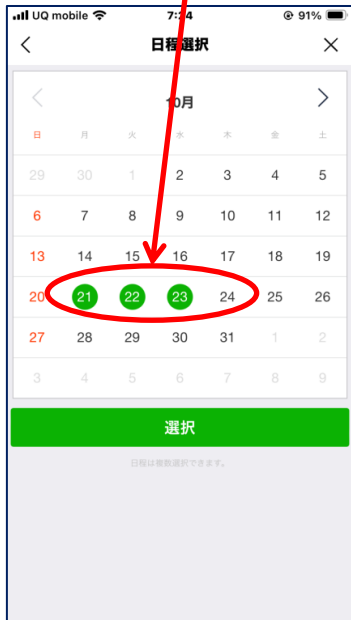 UQ mobile 7:24 91%
日程選択
10月
日 月 火 水 木 金 土
29 30 1 2 3 4 5
6 7 8 9 10 11 12
13 14 15 16 17 18 19
20 21 22 23 24 25 26
27 28 29 30 31 1 2
3 4 5 6 7 8 9
選択
日程は複数選択できます。